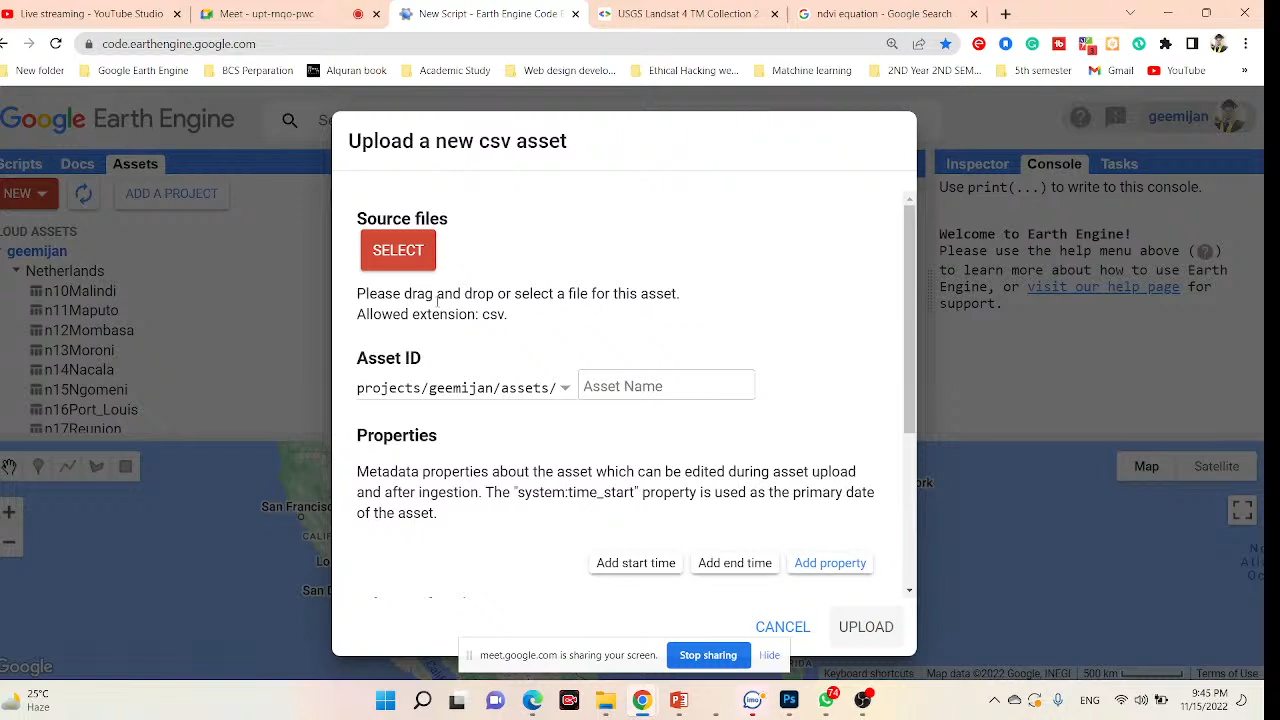 Live streaming - YouTube Studio
Meet - upt-rnqo-pwc
New Script - Earth Engine Code E
USGS Landsat 4 TM Collection 2
ndvi equation - Google Search
code.earthengine.google.com
New folder
Google Earth Engine
BCS Perparation
Alquran book
Academy Study
Web design develo...
Ethical Hacking we...
Matchine learning
2ND Year 2ND SEM...
5th semester
Gmail
YouTube
»
Google Earth Engine
geemijan
Scripts
Docs
Assets
Inspector
Console
Tasks
NEW
ADD A PROJECT
LOUD ASSETS
geemijan
Netherlands
n10Malindi
n11Maputo
n12Mombasa
n13Moroni
n14Nacala
n15Ngomeni
n16Port_Louis
n17Reunion
Use print(...) to write to this console.
Welcome to Earth Engine!
Please use the help menu above (?)
to learn more about how to use Earth
Engine, or visit our help page for
support.
Upload a new csv asset
Source files
SELECT
Please drag and drop or select a file for this asset.
Allowed extension: csv.
Asset ID
projects/geemijan/assets/
Asset Name
Properties
Metadata properties about the asset which can be edited during asset upload
and after ingestion. The "system:time_start" property is used as the primary date
of the asset.
Add start time
Add end time
Add property
CANCEL
UPLOAD
meet.google.com is sharing your screen.
Stop sharing
Hide
San Francisco
CALIF
Lo
San D
ork
Map
Satellite
Google
RIDA
Keyboard shortcuts
Map data ©2022 Google, INEGI
500 km
Terms of Use
25°C
Haze
74
9:45 PM
11/15/2022